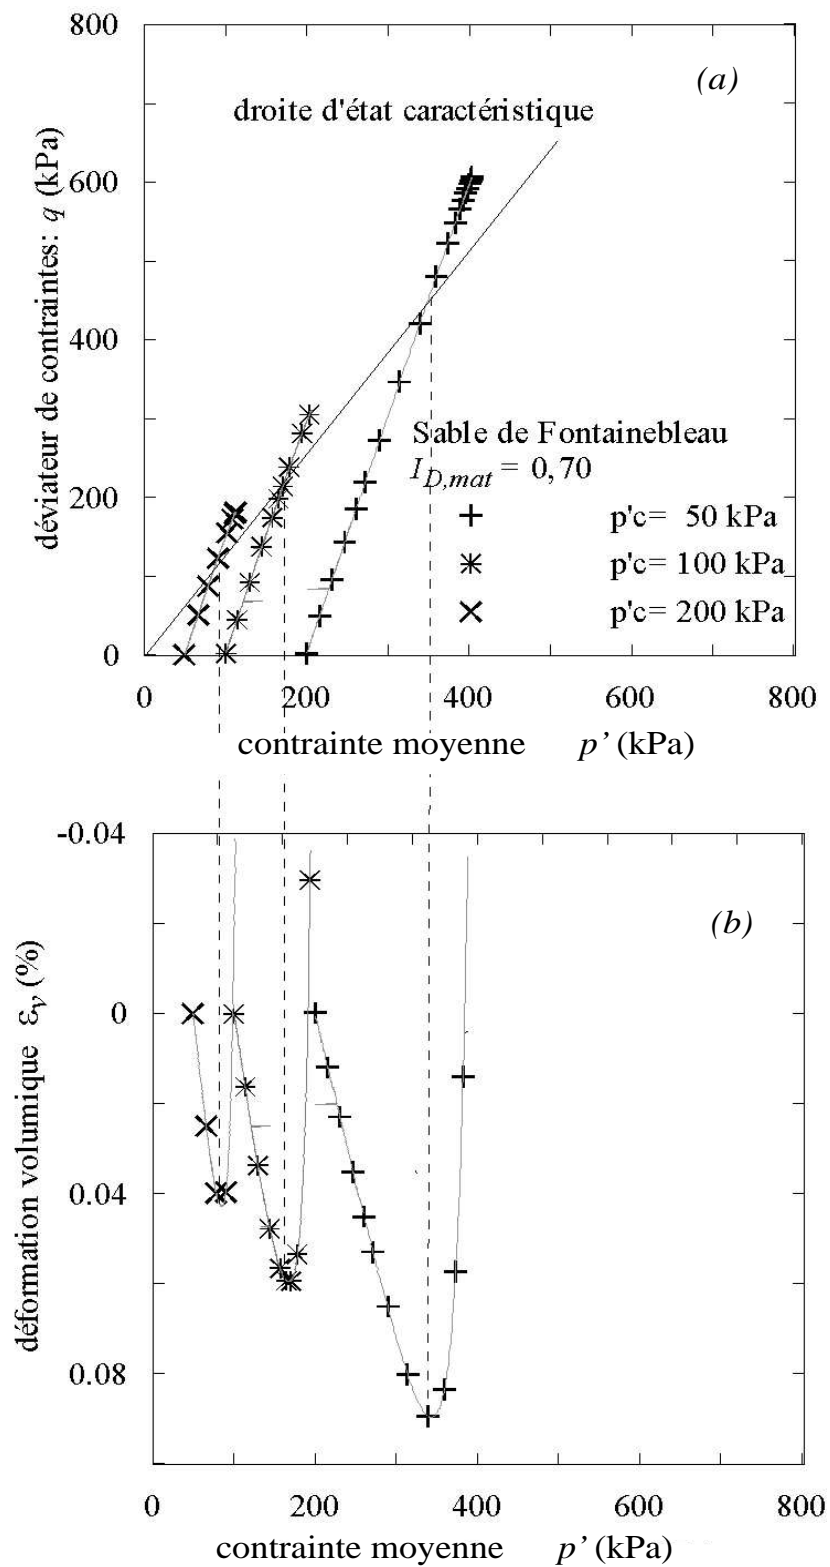 800
(a)
droite d'état caractéristique
600
déviateur de contraintes: q (kPa)
400
Sable de Fontainebleau
I_D,mat = 0,70
200
p'c= 50 kPa
p'c= 100 kPa
p'c= 200 kPa
0
0 200 400 600 800
contrainte moyenne p' (kPa)
-0.04
(b)
déformation volumique ε_v (%)
0
0.04
0.08
0 200 400 600 800
contrainte moyenne p' (kPa)